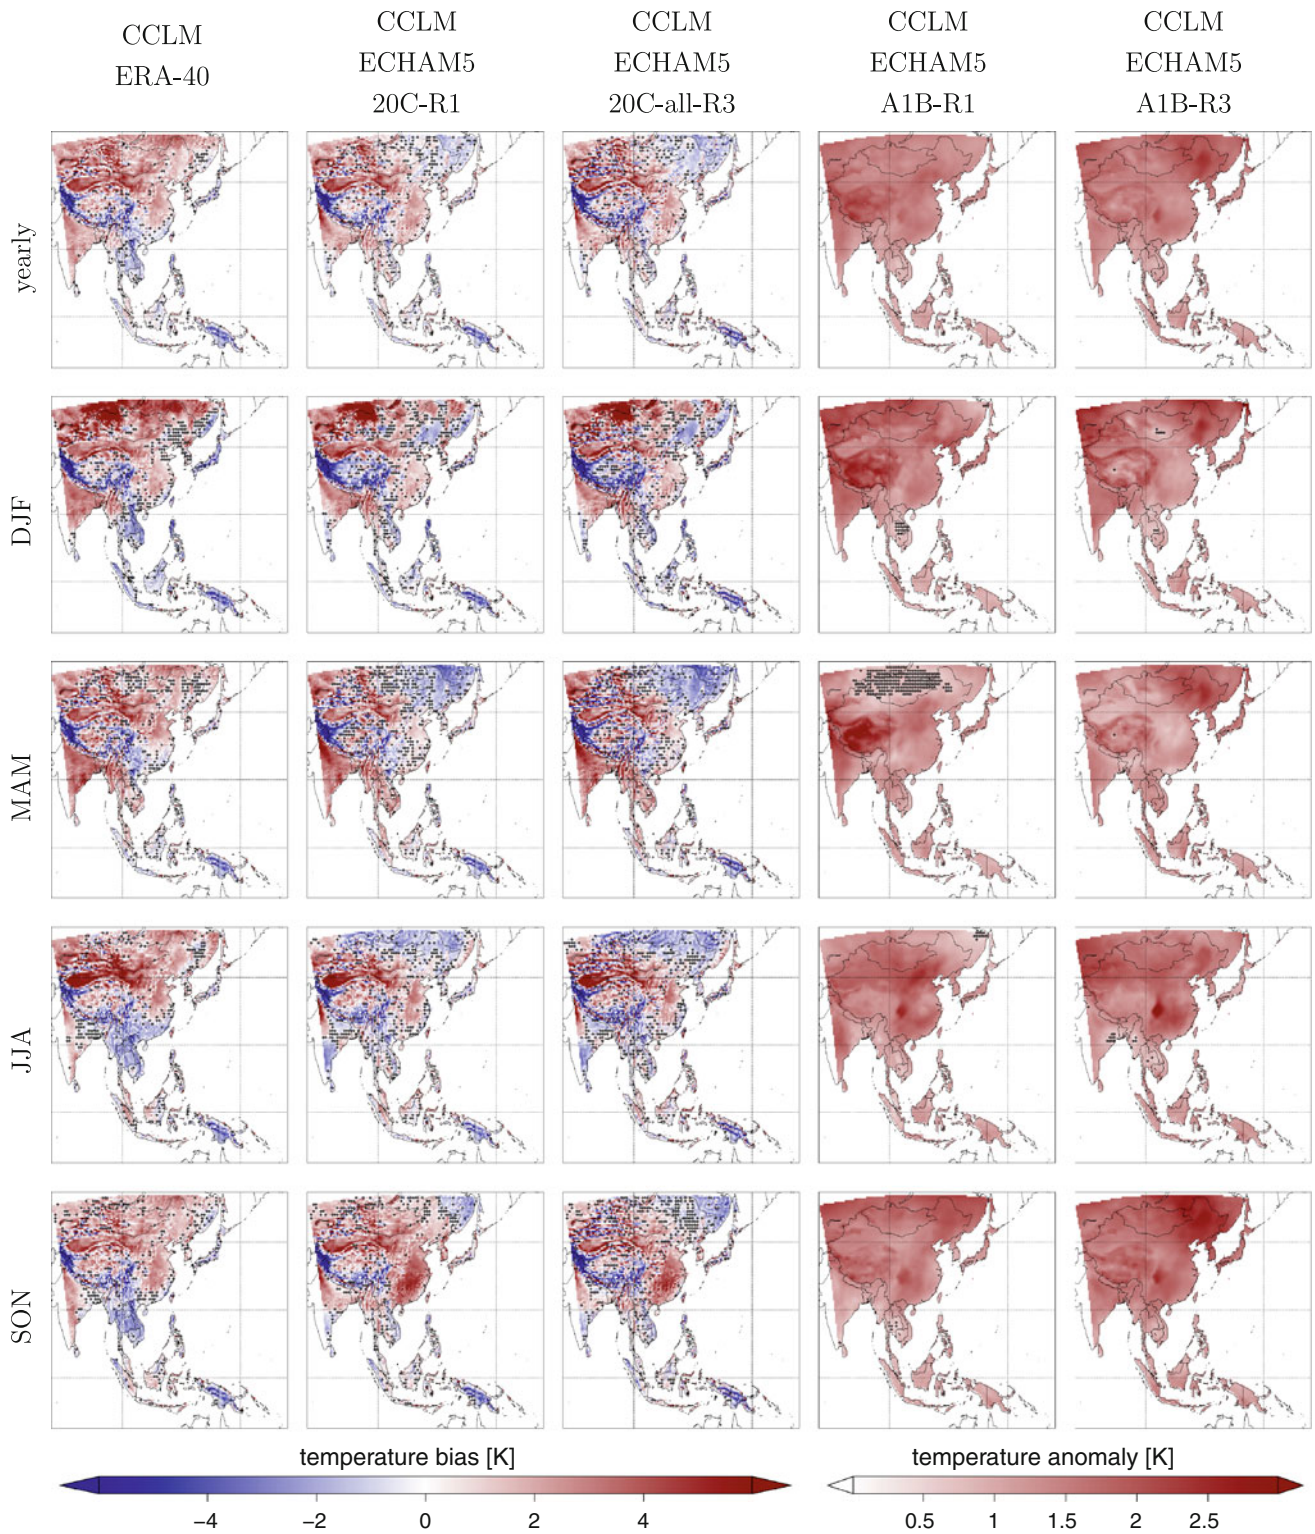 CCLM
ERA-40
CCLM
ECHAM5
20C-R1
CCLM
ECHAM5
20C-all-R3
CCLM
ECHAM5
A1B-R1
CCLM
ECHAM5
A1B-R3
yearly
DJF
MAM
JJA
SON
temperature bias [K]
−4 −2 0 2 4
temperature anomaly [K]
0.5 1 1.5 2 2.5